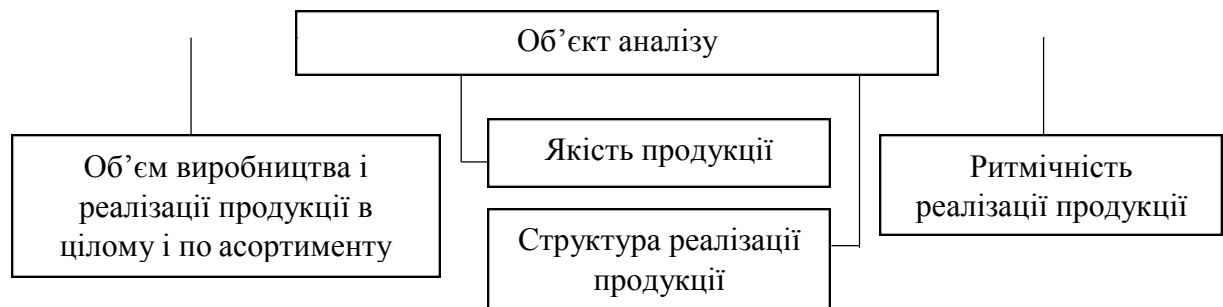 Об’єкт аналізу
Об’єм виробництва і
реалізації продукції в
цілому і по асортименту
Якість продукції
Структура реалізації
продукції
Ритмічність
реалізації продукції